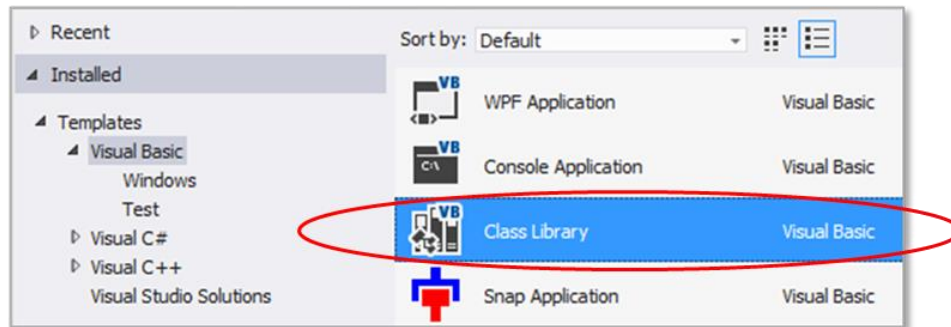 Recent
Installed
Templates
Visual Basic
Windows
Test
Visual C#
Visual C++
Visual Studio Solutions
Sort by: Default
VB
WPF Application Visual Basic
VB
C:\
Console Application Visual Basic
VB
Class Library Visual Basic
Snap Application Visual Basic